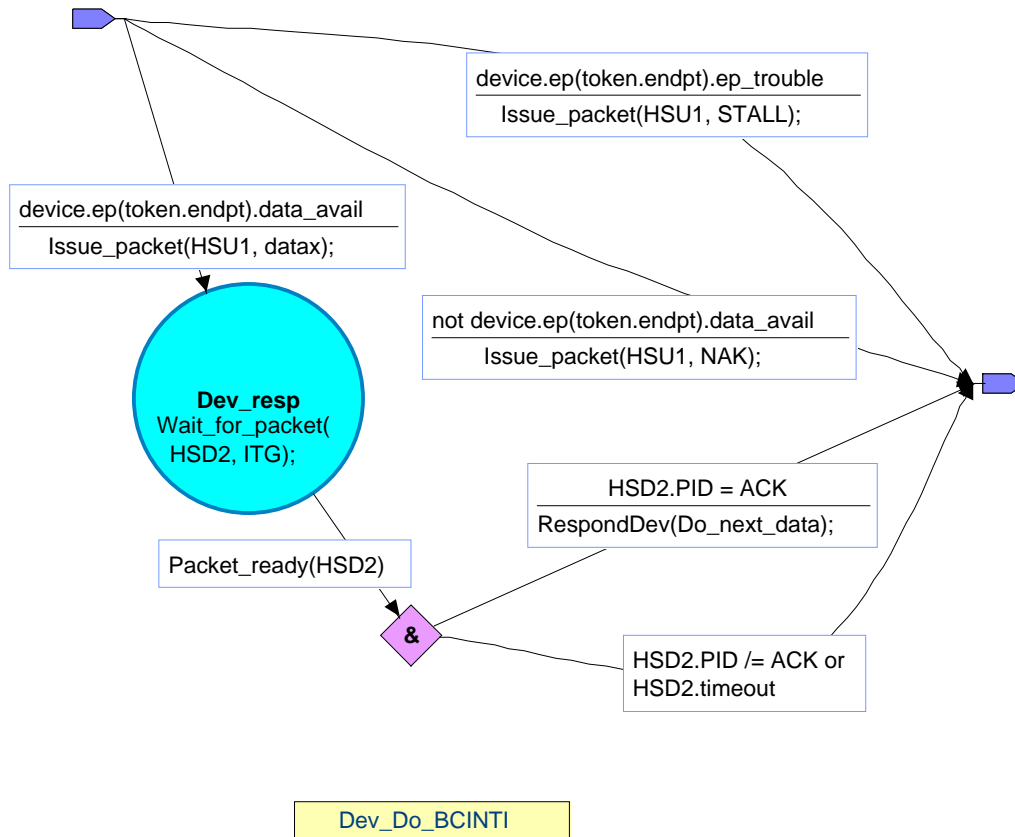 device.ep(token.endpt).ep_trouble
Issue_packet(HSU1, STALL);
device.ep(token.endpt).data_avail
Issue_packet(HSU1, datax);
not device.ep(token.endpt).data_avail
Issue_packet(HSU1, NAK);
Dev_resp
Wait_for_packet(
HSD2, ITG);
HSD2.PID = ACK
RespondDev(Do_next_data);
Packet_ready(HSD2)
&
HSD2.PID /= ACK or
HSD2.timeout
Dev_Do_BCINTI